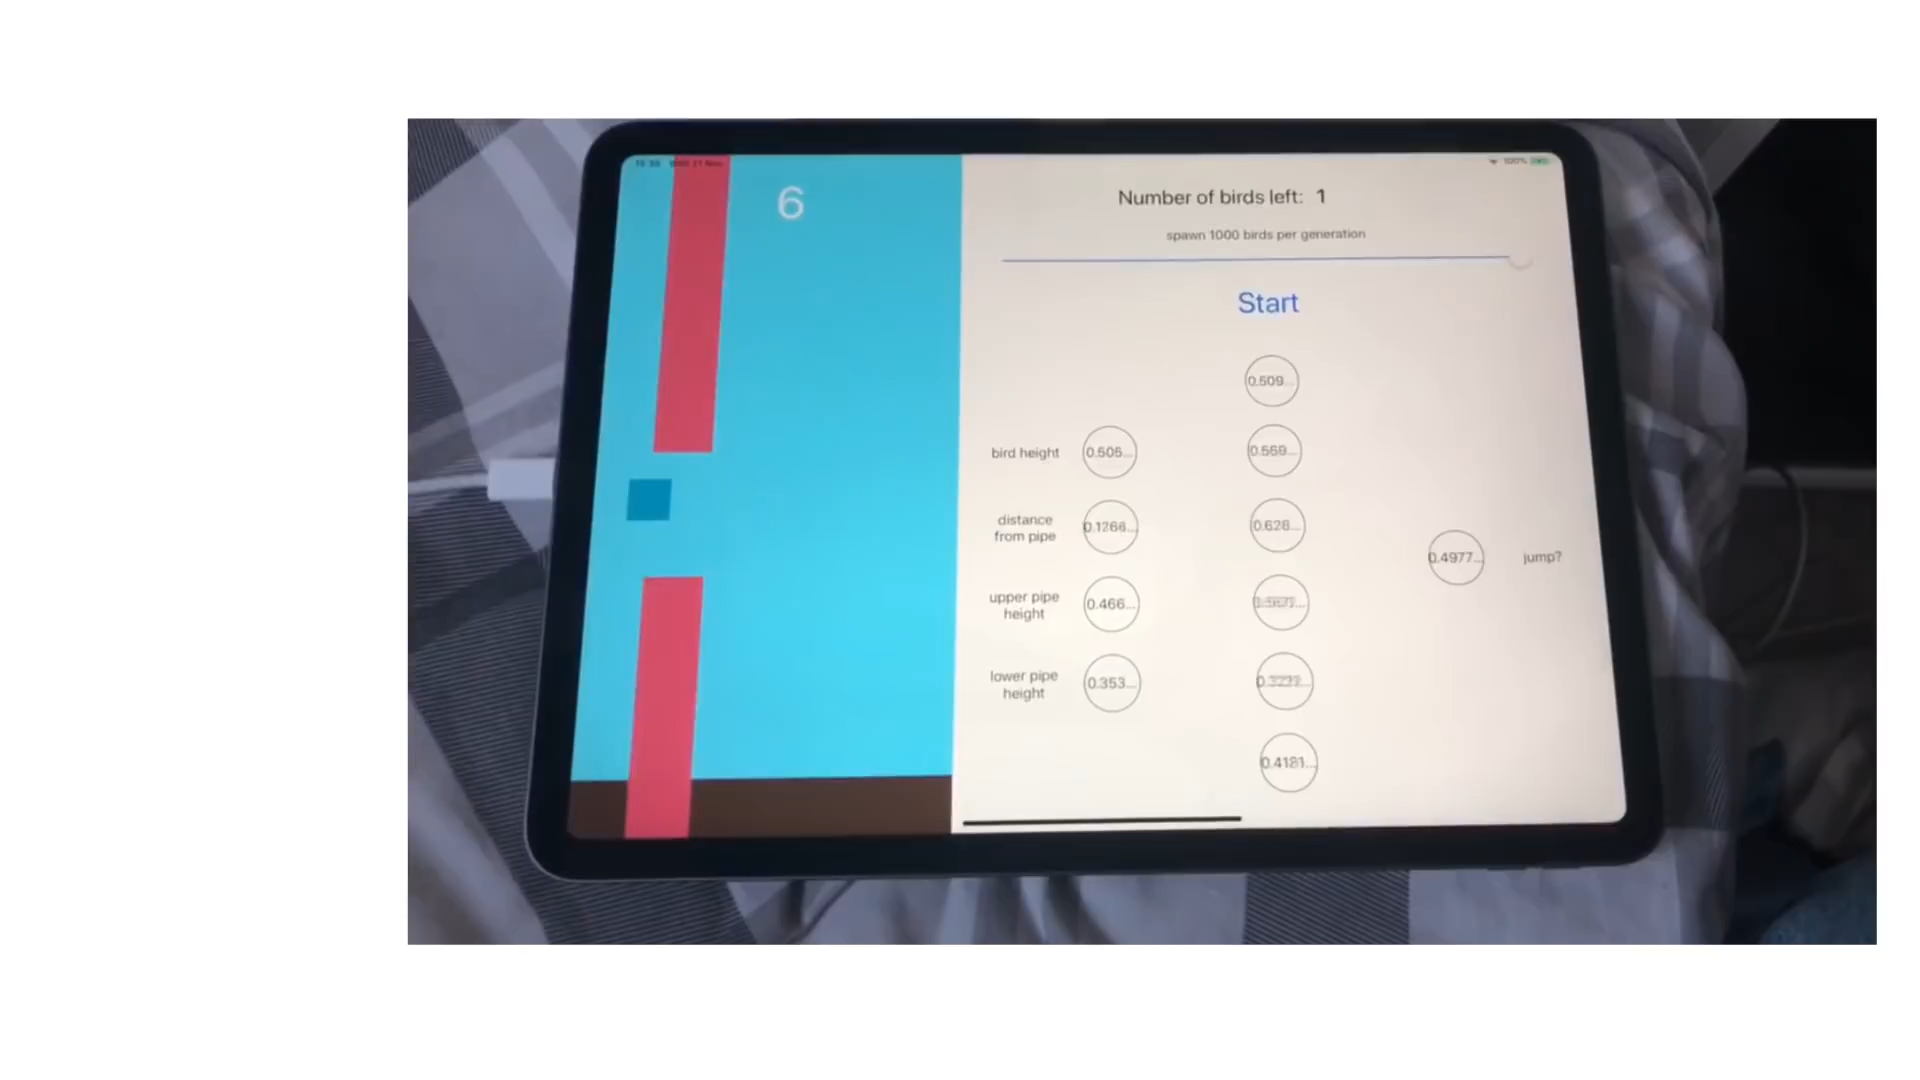 100%
6
Number of birds left: 1
spawn 1000 birds per generation
Start
0.509...
bird height
0.505...
0.569...
distance
from pipe
0.1266...
0.628...
0.4977...
jump?
upper pipe
height
0.466...
lower pipe
height
0.353...
0.4181...